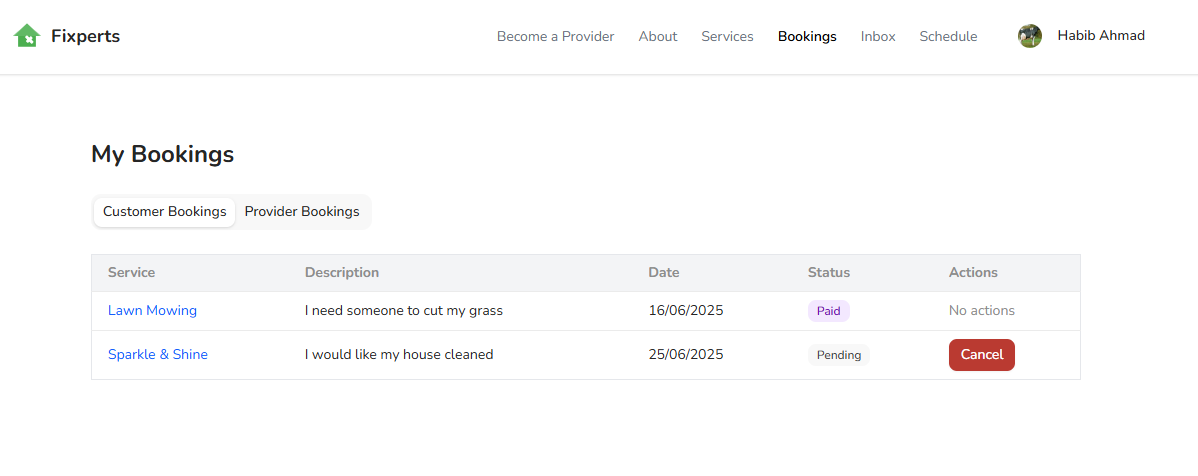 Fixperts Become a Provider About Services Bookings Inbox Schedule Habib Ahmad
My Bookings
Customer Bookings Provider Bookings
Service Description Date Status Actions
Lawn Mowing I need someone to cut my grass 16/06/2025 Paid No actions
Sparkle & Shine I would like my house cleaned 25/06/2025 Pending Cancel